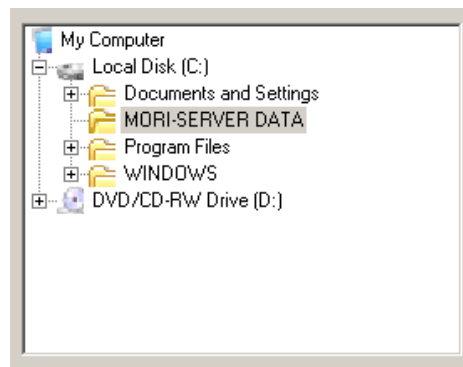 My Computer
Local Disk (C:)
Documents and Settings
MORI-SERVER DATA
Program Files
WINDOWS
DVD/CD-RW Drive (D:)